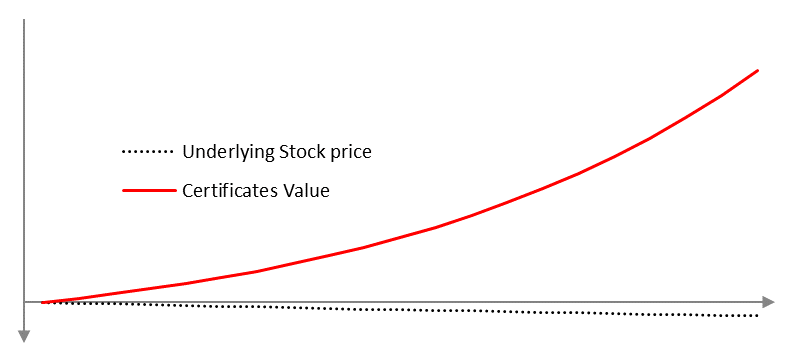 Underlying Stock price
Certificates Value